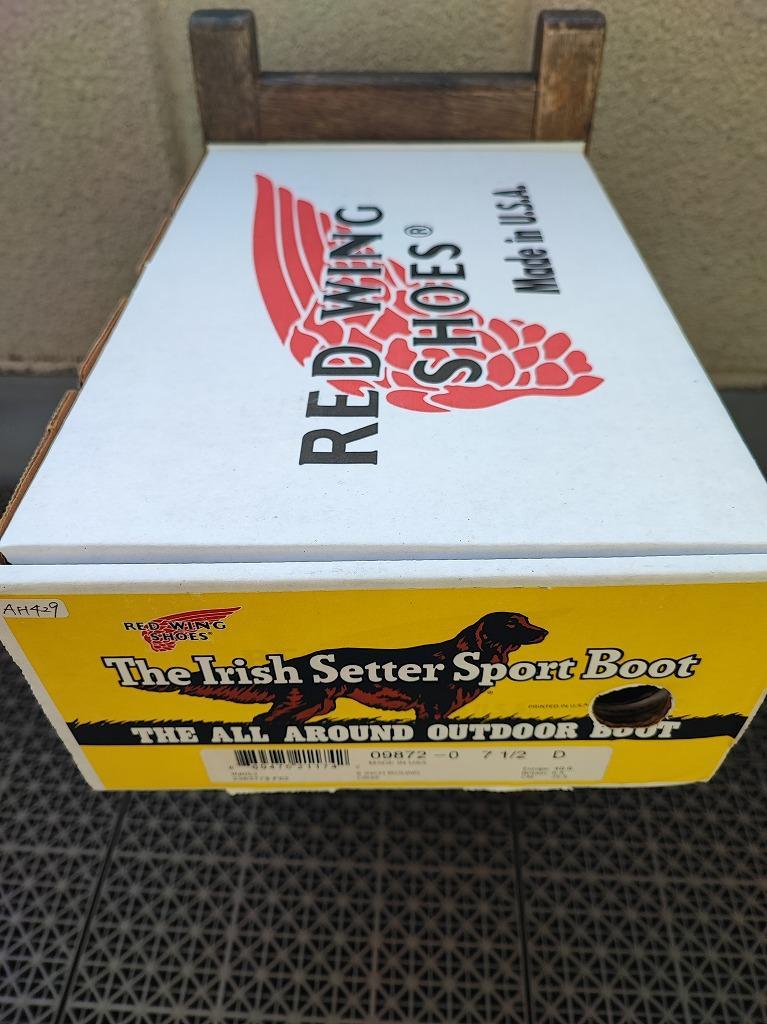 RED WING
SHOES®
Made in U.S.A.
AH429
RED WING
SHOES®
The Irish Setter Sport Boot
PRINTED IN U.S.A.
THE ALL AROUND OUTDOOR BOOT
09872-0 7 1/2 D
MADE IN USA